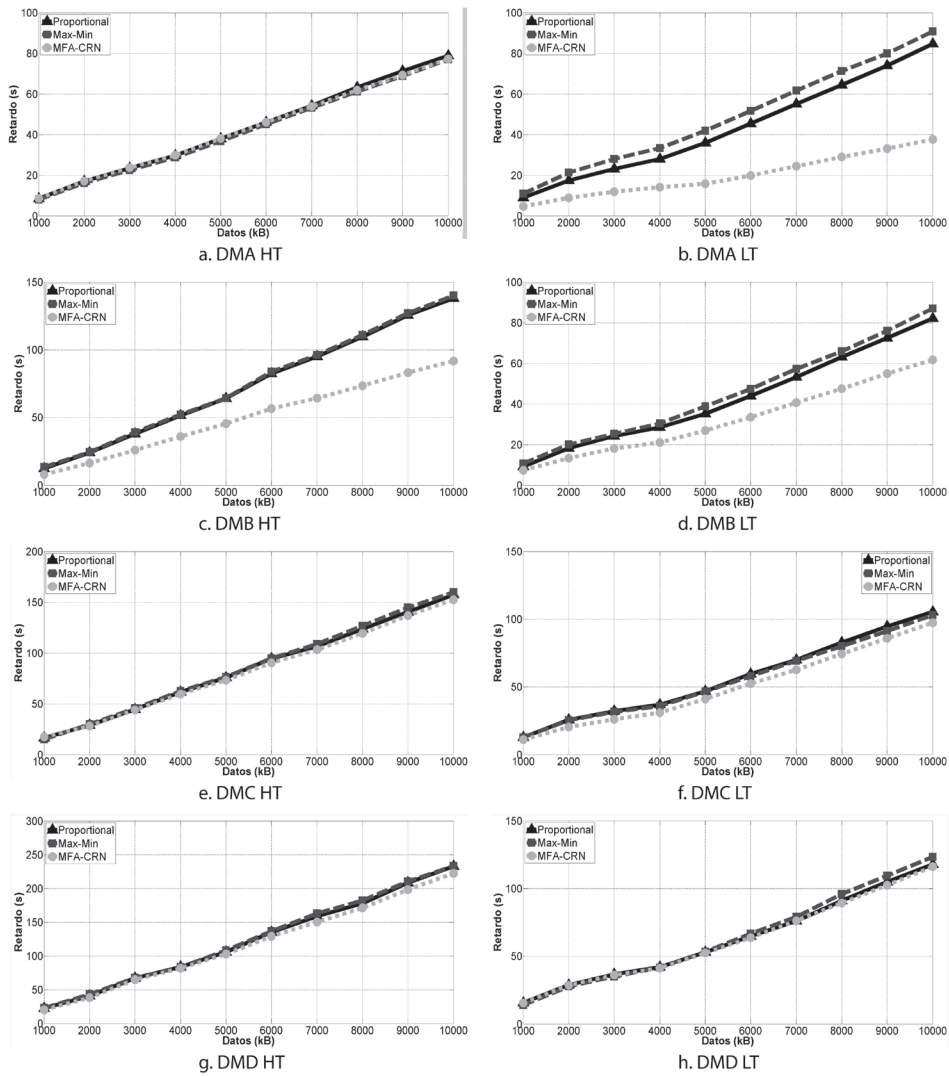 100
80
60
40
20
0
Retardo (s)
Proportional
Max-Min
MFA-CRN
1000 2000 3000 4000 5000 6000 7000 8000 9000 10000
Datos (kB)
a. DMA HT
100
80
60
40
20
0
Retardo (s)
Proportional
Max-Min
MFA-CRN
1000 2000 3000 4000 5000 6000 7000 8000 9000 10000
Datos (kB)
b. DMA LT
150
100
50
0
Retardo (s)
Proportional
Max-Min
MFA-CRN
1000 2000 3000 4000 5000 6000 7000 8000 9000 10000
Datos (kB)
c. DMB HT
100
80
60
40
20
0
Retardo (s)
Proportional
Max-Min
MFA-CRN
1000 2000 3000 4000 5000 6000 7000 8000 9000 10000
Datos (kB)
d. DMB LT
200
150
100
50
0
Retardo (s)
Proportional
Max-Min
MFA-CRN
1000 2000 3000 4000 5000 6000 7000 8000 9000 10000
Datos (kB)
e. DMC HT
150
100
50
0
Retardo (s)
Proportional
Max-Min
MFA-CRN
1000 2000 3000 4000 5000 6000 7000 8000 9000 10000
Datos (kB)
f. DMC LT
300
250
200
150
100
50
0
Retardo (s)
Proportional
Max-Min
MFA-CRN
1000 2000 3000 4000 5000 6000 7000 8000 9000 10000
Datos (kB)
g. DMD HT
150
100
50
0
Retardo (s)
Proportional
Max-Min
MFA-CRN
1000 2000 3000 4000 5000 6000 7000 8000 9000 10000
Datos (kB)
h. DMD LT